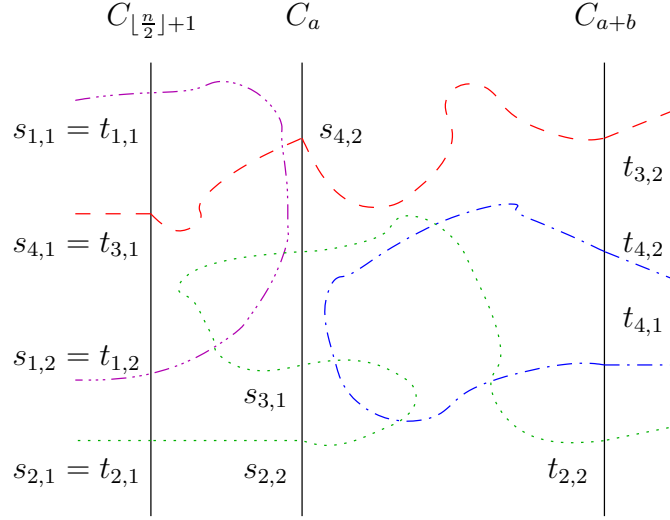 C_{⌊n/2⌋+1} C_a C_{a+b}
s_{1,1} = t_{1,1} s_{4,2}
t_{3,2}
s_{4,1} = t_{3,1} t_{4,2}
t_{4,1}
s_{1,2} = t_{1,2}
s_{3,1}
s_{2,1} = t_{2,1} s_{2,2} t_{2,2}